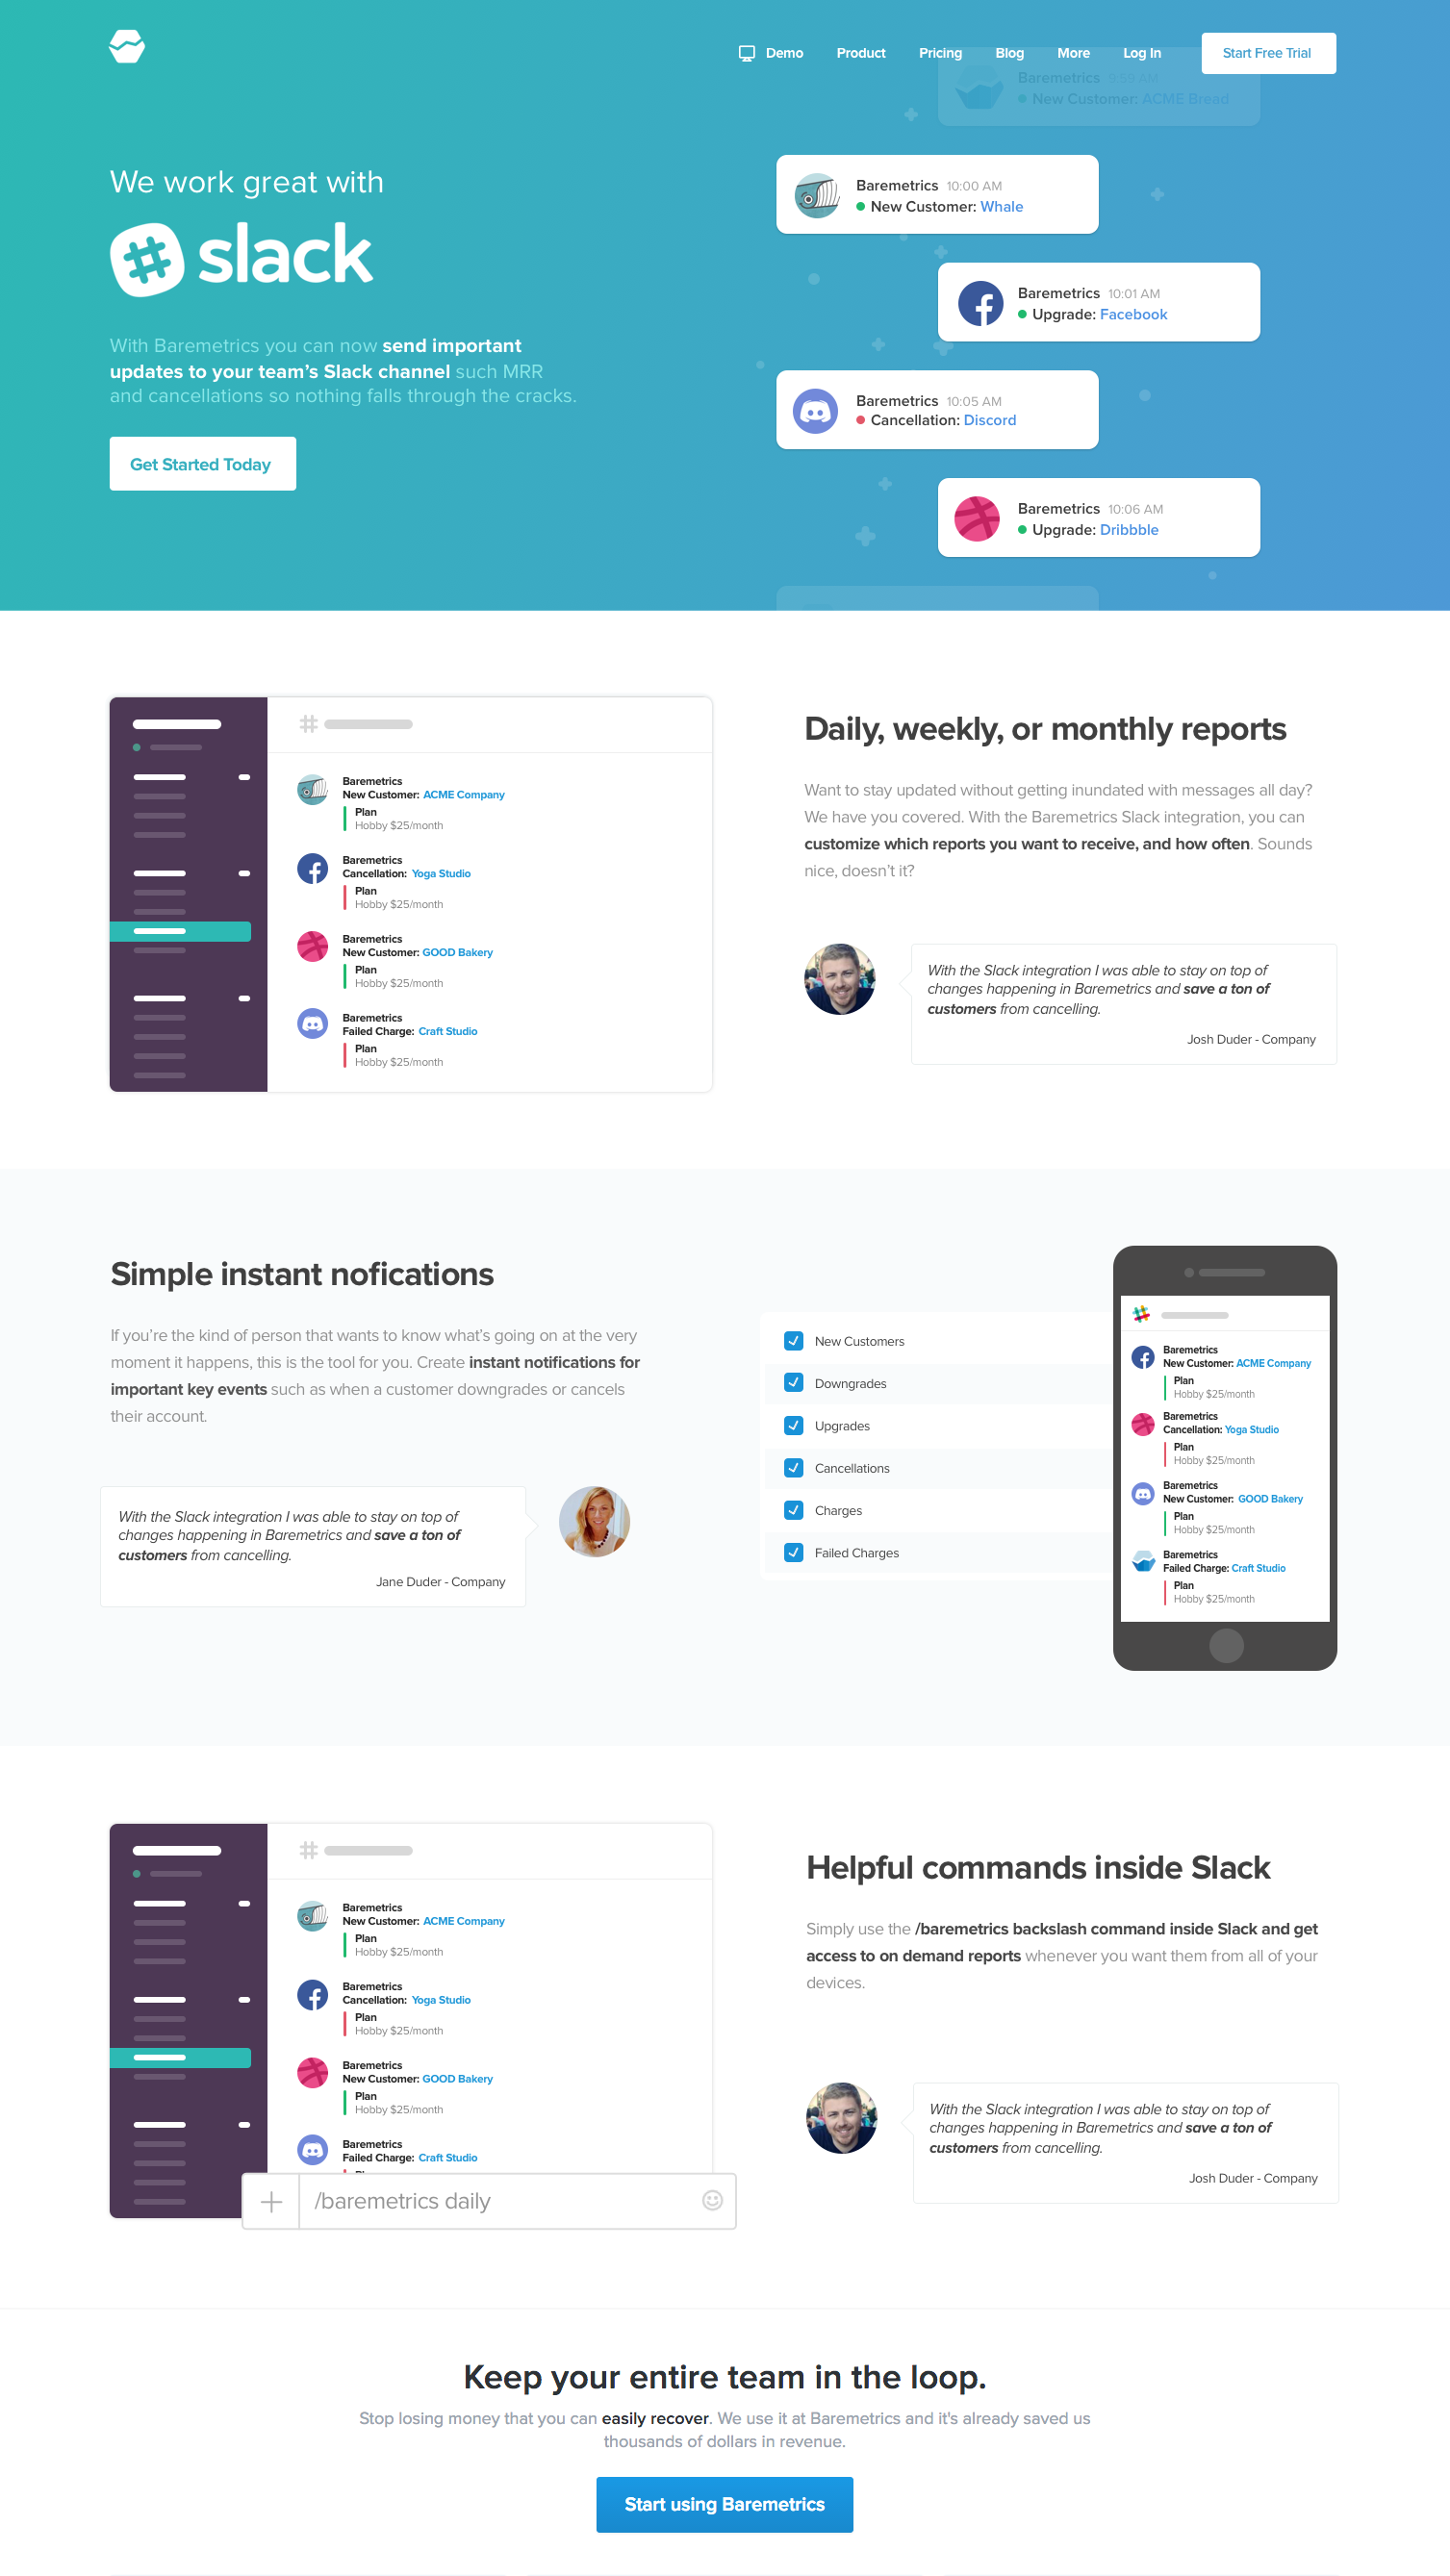 Demo
Product
Pricing
Blog
More
Log In
Start Free Trial
Baremetrics 9:59 AM
New Customer: ACME Bread
We work great with
slack
With Baremetrics you can now send important
updates to your team’s Slack channel such MRR
and cancellations so nothing falls through the cracks.
Get Started Today
Baremetrics 10:00 AM
New Customer: Whale
Baremetrics 10:01 AM
Upgrade: Facebook
Baremetrics 10:05 AM
Cancellation: Discord
Baremetrics 10:06 AM
Upgrade: Dribbble
Baremetrics
New Customer: ACME Company
Plan
Hobby $25/month
Baremetrics
Cancellation: Yoga Studio
Plan
Hobby $25/month
Baremetrics
New Customer: GOOD Bakery
Plan
Hobby $25/month
Baremetrics
Failed Charge: Craft Studio
Plan
Hobby $25/month
Daily, weekly, or monthly reports
Want to stay updated without getting inundated with messages all day?
We have you covered. With the Baremetrics Slack integration, you can
customize which reports you want to receive, and how often. Sounds
nice, doesn’t it?
With the Slack integration I was able to stay on top of
changes happening in Baremetrics and save a ton of
customers from cancelling.
Josh Duder - Company
Simple instant nofications
If you’re the kind of person that wants to know what’s going on at the very
moment it happens, this is the tool for you. Create instant notifications for
important key events such as when a customer downgrades or cancels
their account.
With the Slack integration I was able to stay on top of
changes happening in Baremetrics and save a ton of
customers from cancelling.
Jane Duder - Company
New Customers
Downgrades
Upgrades
Cancellations
Charges
Failed Charges
Baremetrics
New Customer: ACME Company
Plan
Hobby $25/month
Baremetrics
Cancellation: Yoga Studio
Plan
Hobby $25/month
Baremetrics
New Customer: GOOD Bakery
Plan
Hobby $25/month
Baremetrics
Failed Charge: Craft Studio
Plan
Hobby $25/month
Baremetrics
New Customer: ACME Company
Plan
Hobby $25/month
Baremetrics
Cancellation: Yoga Studio
Plan
Hobby $25/month
Baremetrics
New Customer: GOOD Bakery
Plan
Hobby $25/month
Baremetrics
Failed Charge: Craft Studio
/baremetrics daily
Helpful commands inside Slack
Simply use the /baremetrics backslash command inside Slack and get
access to on demand reports whenever you want them from all of your
devices.
With the Slack integration I was able to stay on top of
changes happening in Baremetrics and save a ton of
customers from cancelling.
Josh Duder - Company
Keep your entire team in the loop.
Stop losing money that you can easily recover. We use it at Baremetrics and it's already saved us
thousands of dollars in revenue.
Start using Baremetrics